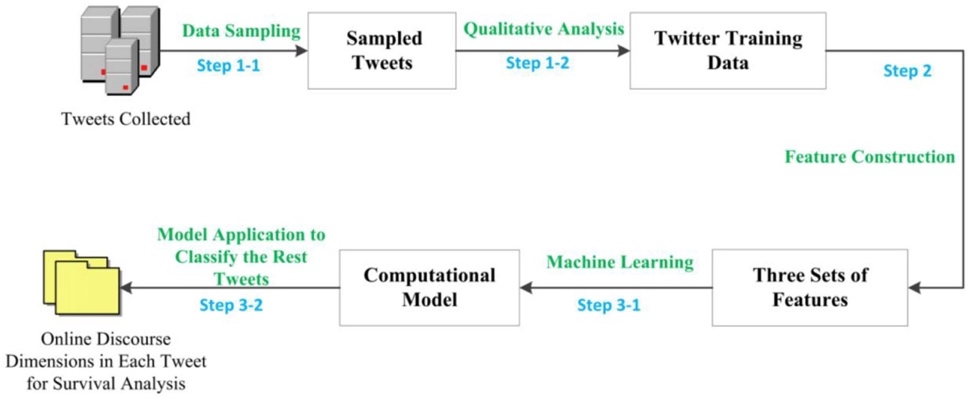 Data Sampling
Step 1-1
Sampled
Tweets
Qualitative Analysis
Step 1-2
Twitter Training
Data
Step 2
Tweets Collected
Feature Construction
Model Application to
Classify the Rest
Tweets
Step 3-2
Computational
Model
Machine Learning
Step 3-1
Three Sets of
Features
Online Discourse
Dimensions in Each Tweet
for Survival Analysis